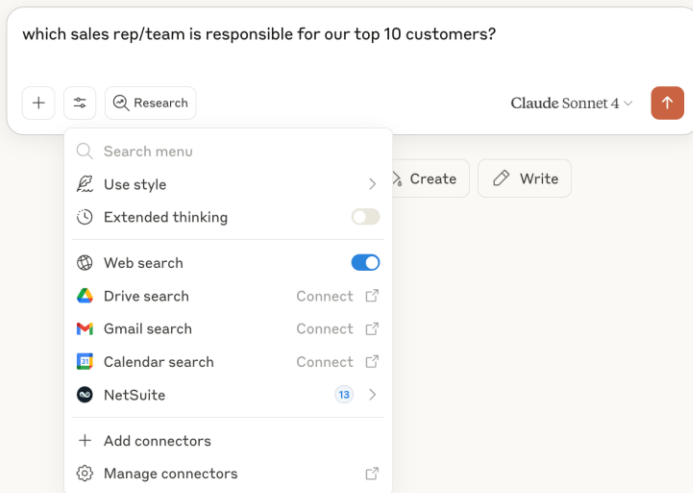 which sales rep/team is responsible for our top 10 customers?
Research
Claude Sonnet 4
Search menu
Use style
Create
Write
Extended thinking
Web search
Drive search Connect
Gmail search Connect
31
Calendar search Connect
NetSuite 13
Add connectors
Manage connectors